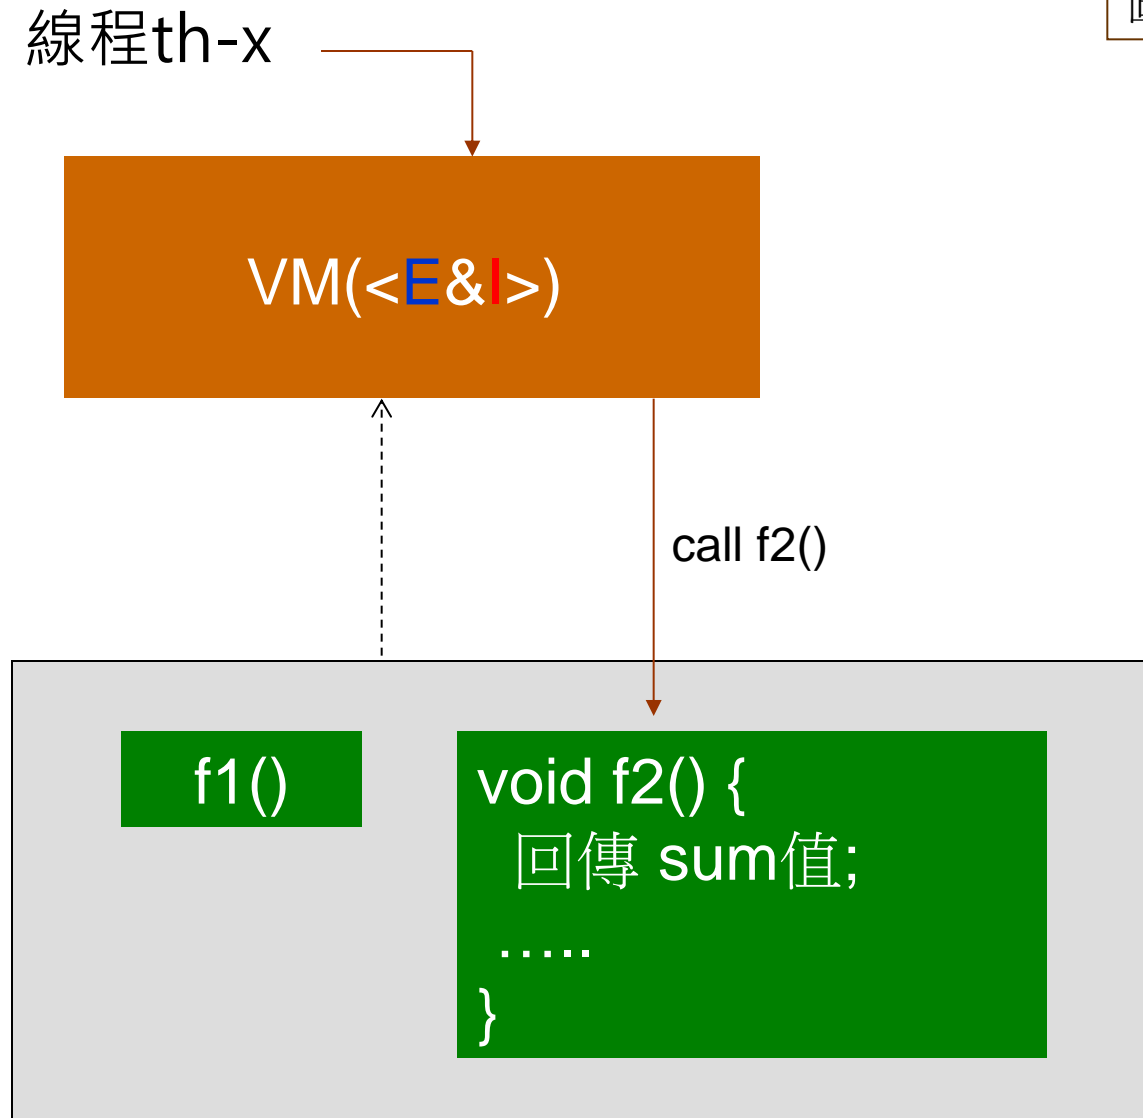 線程th-x
VM(<E&I>)
call f2()
f1()
void f2() {
回傳 sum值;
.....
}